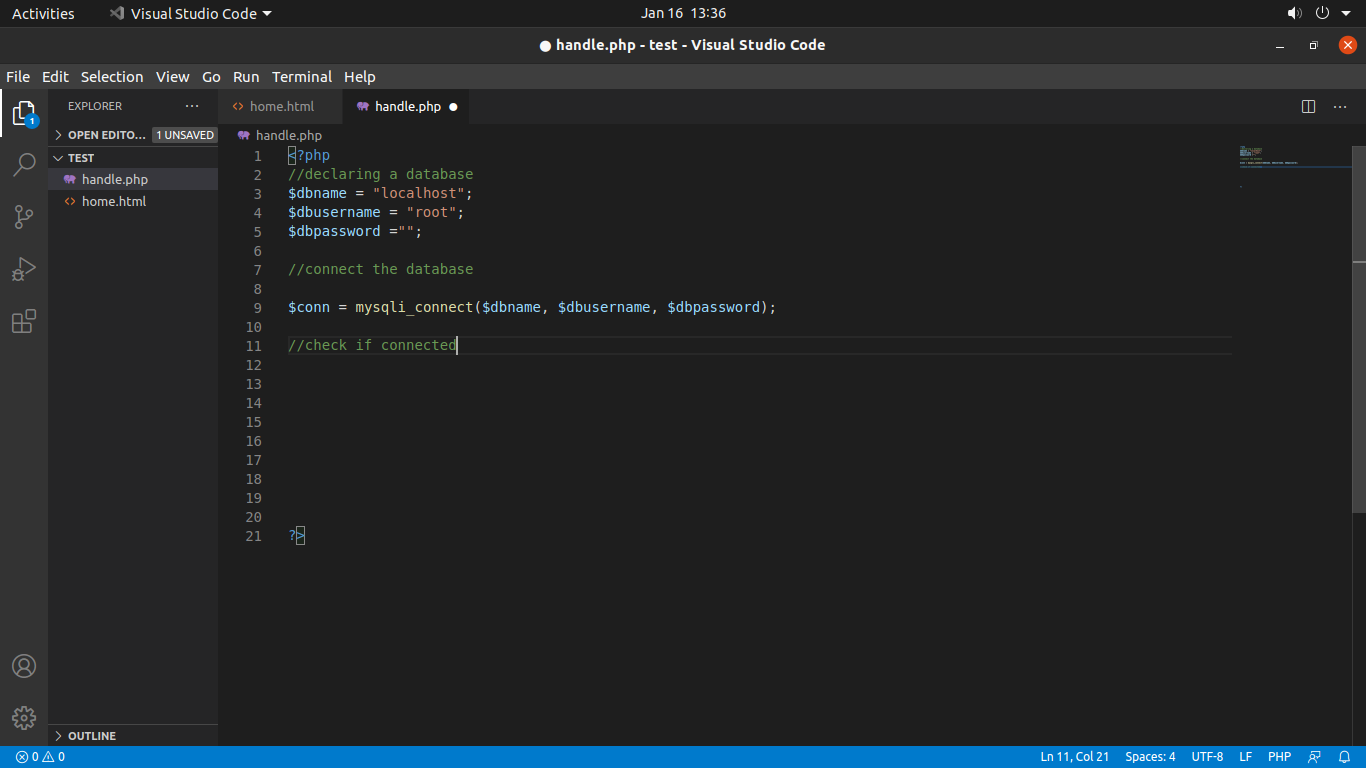 Activities
Visual Studio Code
Jan 16 13:36
● handle.php - test - Visual Studio Code
File Edit Selection View Go Run Terminal Help
EXPLORER
home.html
handle.php
1
OPEN EDITO...
1 UNSAVED
handle.php
TEST
handle.php
home.html
1 <?php
2 //declaring a database
3 $dbname = "localhost";
4 $dbusername = "root";
5 $dbpassword ="";
6
7 //connect the database
8
9 $conn = mysqli_connect($dbname, $dbusername, $dbpassword);
10
11 //check if connected
12
13
14
15
16
17
18
19
20
21 ?>
OUTLINE
0 0
Ln 11, Col 21 Spaces: 4 UTF-8 LF PHP